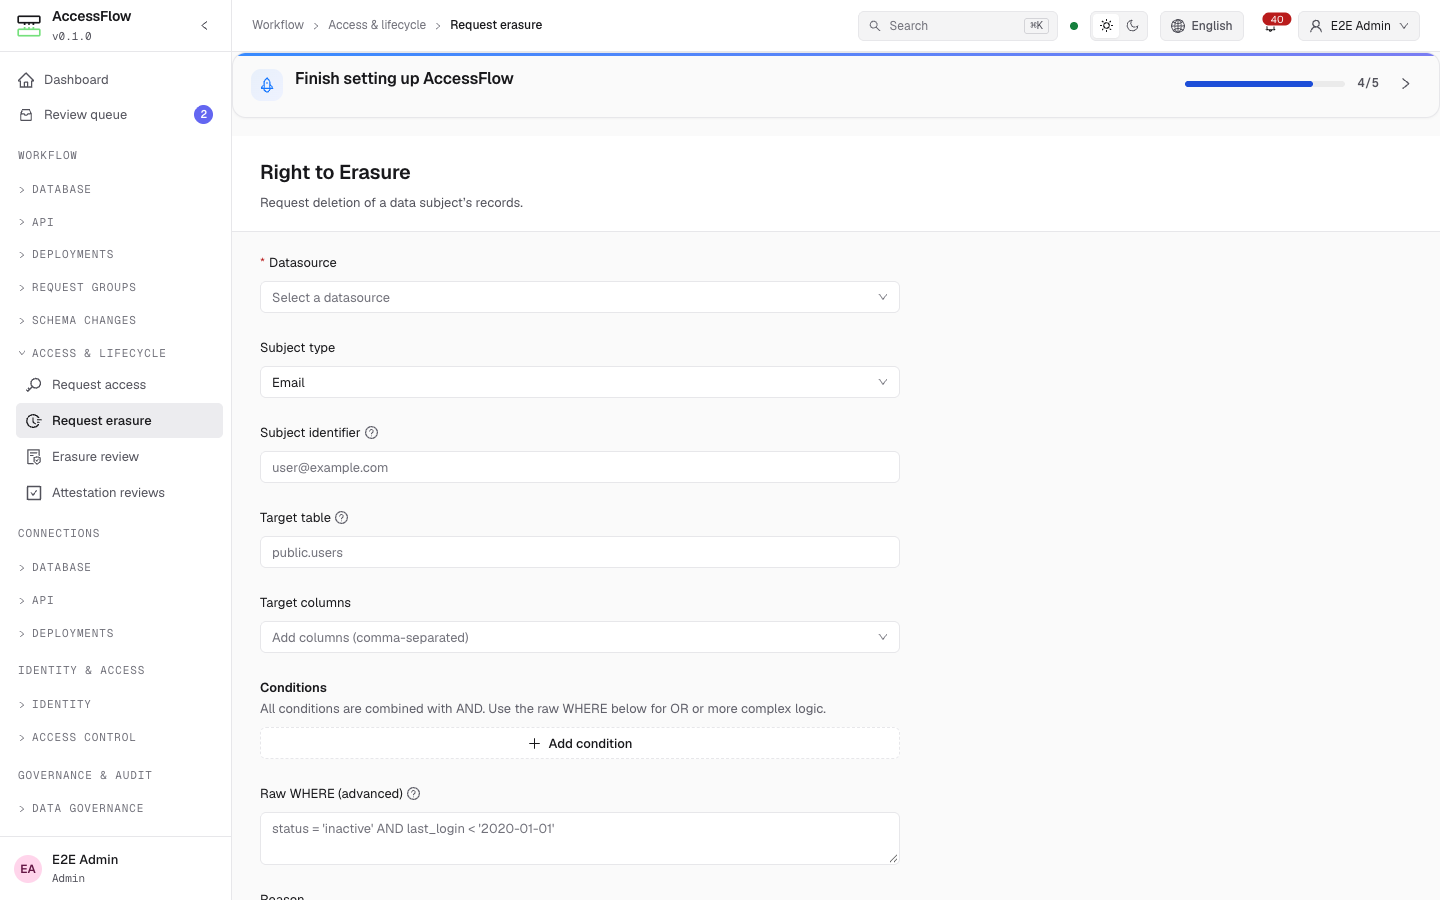 AccessFlow
v0.1.0
Dashboard
Review queue
2
WORKFLOW
DATABASE
API
DEPLOYMENTS
REQUEST GROUPS
SCHEMA CHANGES
ACCESS & LIFECYCLE
Request access
Request erasure
Erasure review
Attestation reviews
CONNECTIONS
DATABASE
API
DEPLOYMENTS
IDENTITY & ACCESS
IDENTITY
ACCESS CONTROL
GOVERNANCE & AUDIT
DATA GOVERNANCE
EA
E2E Admin
Admin
Workflow > Access & lifecycle > Request erasure
Search
⌘K
English
40
E2E Admin
Finish setting up AccessFlow
4/5
Right to Erasure
Request deletion of a data subject's records.
* Datasource
Select a datasource
Subject type
Email
Subject identifier
user@example.com
Target table
public.users
Target columns
Add columns (comma-separated)
Conditions
All conditions are combined with AND. Use the raw WHERE below for OR or more complex logic.
+ Add condition
Raw WHERE (advanced)
status = 'inactive' AND last_login < '2020-01-01'
Reason